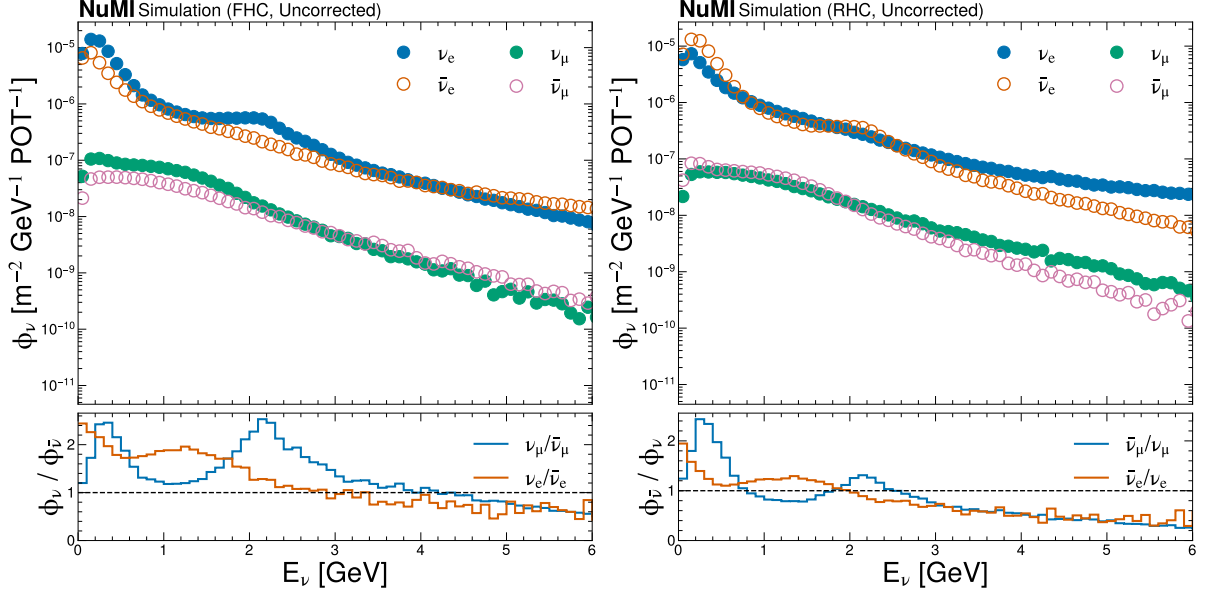 NuMI Simulation (FHC, Uncorrected)
ϕν [m−2 GeV−1 POT−1]
10−5
10−6
10−7
10−8
10−9
10−10
10−11
νe
ν̄e
νμ
ν̄μ
ϕν / ϕν̄
2
1
0
νμ/ν̄μ
νe/ν̄e
0 1 2 3 4 5 6
Eν [GeV]
NuMI Simulation (RHC, Uncorrected)
ϕν [m−2 GeV−1 POT−1]
10−5
10−6
10−7
10−8
10−9
10−10
10−11
νe
ν̄e
νμ
ν̄μ
ϕν̄ / ϕν
2
1
0
ν̄μ/νμ
ν̄e/νe
0 1 2 3 4 5 6
Eν [GeV]